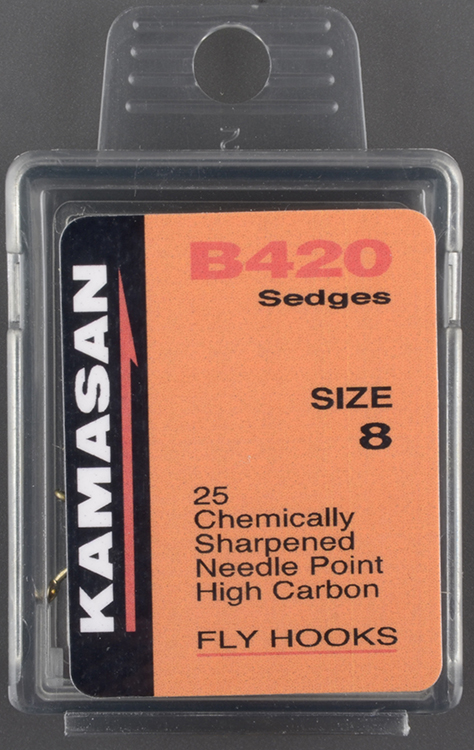 KAMASAN
B420
Sedges
SIZE
8
25
Chemically
Sharpened
Needle Point
High Carbon
FLY HOOKS